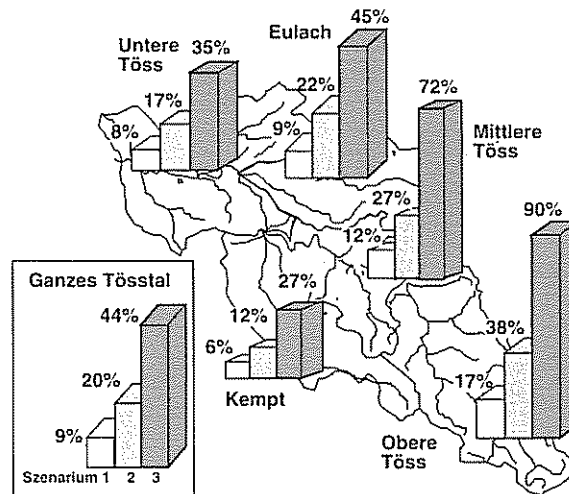 Untere
Töss
35%
17%
8%
Eulach
45%
22%
9%
72%
Mittlere
Töss
27%
12%
90%
38%
17%
Obere
Töss
27%
12%
6%
Kempt
Ganzes Tösstal
44%
20%
9%
Szenarium 1 2 3